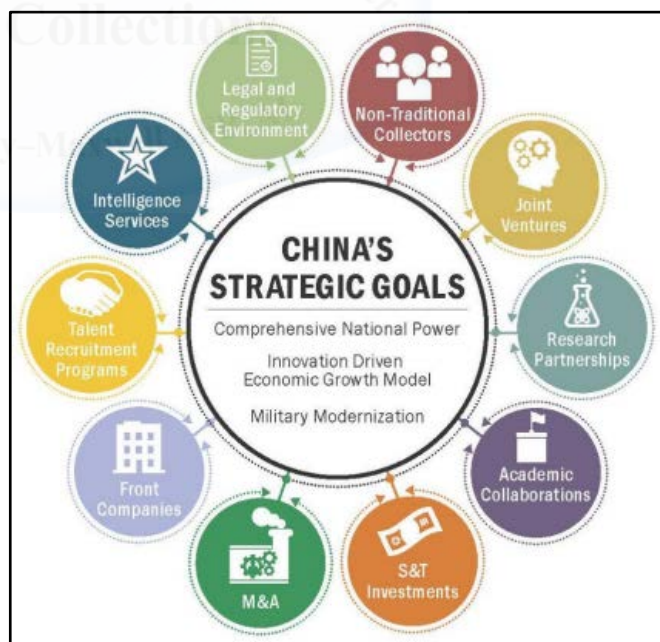 Collection
Legal and
Regulatory
Environment
Non-Traditional
Collectors
Intelligence
Services
Joint
Ventures
CHINA'S
STRATEGIC GOALS
Comprehensive National Power
Innovation Driven
Economic Growth Model
Military Modernization
Talent
Recruitment
Programs
Research
Partnerships
Front
Companies
Academic
Collaborations
M&A
S&T
Investments